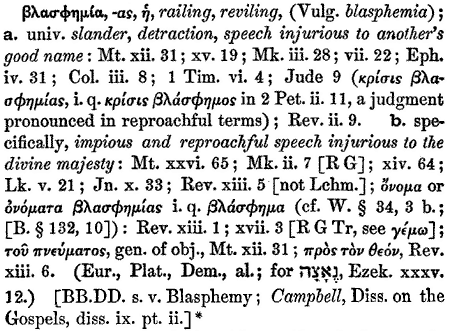 βλασφημία, -ας, ἡ, railing, reviling, (Vulg. blasphemia);
a. univ. slander, detraction, speech injurious to another's
good name: Mt. xii. 31; xv. 19; Mk. iii. 28; vii. 22; Eph.
iv. 31; Col. iii. 8; 1 Tim. vi. 4; Jude 9 (κρίσις βλα-
σφημίας, i. q. κρίσις βλάσφημος in 2 Pet. ii. 11, a judgment
pronounced in reproachful terms); Rev. ii. 9. b. spe-
cifically, impious and reproachful speech injurious to the
divine majesty: Mt. xxvi. 65; Mk. ii. 7 [R G]; xiv. 64;
Lk. v. 21; Jn. x. 33; Rev. xiii. 5 [not Lchm.]; ὄνομα or
ὀνόματα βλασφημίας i. q. βλάσφημα (cf. W. § 34, 3 b.;
[B. § 132, 10]): Rev. xiii. 1; xvii. 3 [R G Tr, see γέμω];
τοῦ πνεύματος, gen. of obj., Mt. xii. 31; πρὸς τὸν θεόν, Rev.
xiii. 6. (Eur., Plat., Dem., al.; for נֶאָצָה, Ezek. xxxv.
12.) [BB.DD. s. v. Blasphemy; Campbell, Diss. on the
Gospels, diss. ix. pt. ii.]*